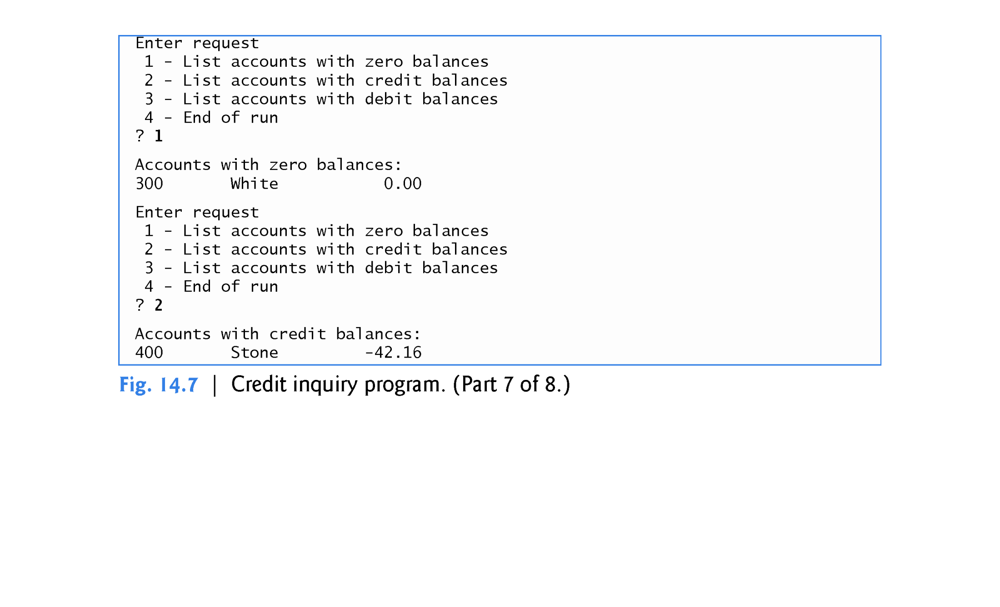 Enter request
 1 - List accounts with zero balances
 2 - List accounts with credit balances
 3 - List accounts with debit balances
 4 - End of run
? 1
Accounts with zero balances:
300       White           0.00
Enter request
 1 - List accounts with zero balances
 2 - List accounts with credit balances
 3 - List accounts with debit balances
 4 - End of run
? 2
Accounts with credit balances:
400       Stone         -42.16
Fig. 14.7 | Credit inquiry program. (Part 7 of 8.)